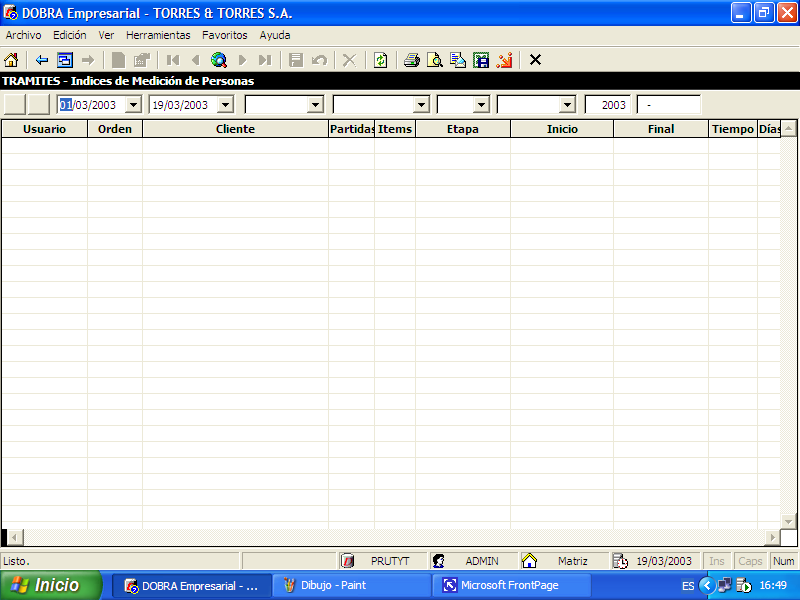 DOBRA Empresarial - TORRES & TORRES S.A.
Archivo Edición Ver Herramientas Favoritos Ayuda
TRAMITES - Indices de Medición de Personas
01/03/2003 19/03/2003 2003 -
Usuario Orden Cliente Partidas Items Etapa Inicio Final Tiempo Días
Listo. PRUTYT ADMIN Matriz 19/03/2003 Ins Caps Num
Inicio DOBRA Empresarial - ... Dibujo - Paint Microsoft FrontPage ES 16:49